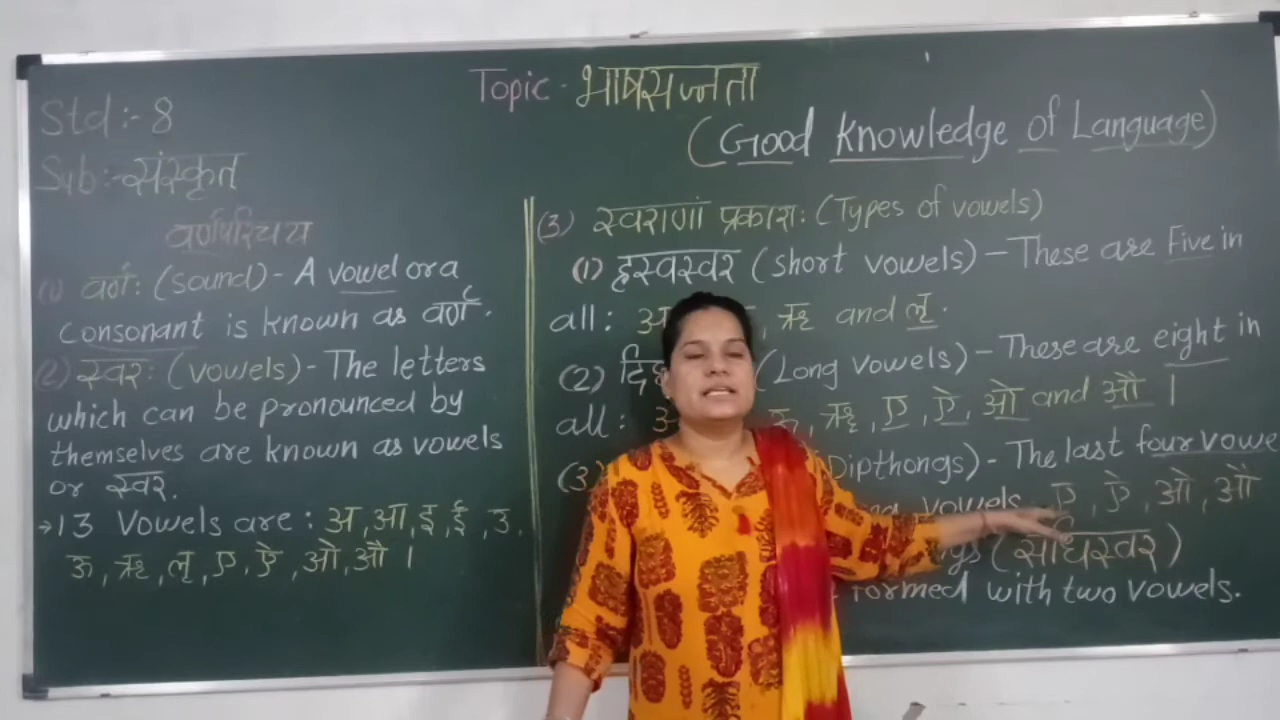 Topic - भाषसज्जता
(Good Knowledge of Language)
Std :- 8
Sub :- संस्कृत
वर्णपरिचय
(1) वर्ण: (Sound) - A vowel or a
consonant is known as वर्ण.
(2) स्वर: (vowels) - The letters
which can be pronounced by
themselves are known as vowels
or स्वर.
→ 13 Vowels are : अ, आ, इ, ई, उ,
ऊ, ऋ, लृ, ए, ऐ, ओ, औ ।
(3) स्वराणां प्रकारा: (Types of vowels)
(1) ह्रस्वस्वर (short vowels) - These are Five in
all : अ , ऋ and लृ.
(2) (Long vowels) - These are eight in
all : ऊ, ॠ, ए, ऐ, ओ and औ ।
(3) Dipthongs) - The last four vowe
vowels ए, ऐ, ओ, औ
(संधिस्वर)
formed with two vowels.